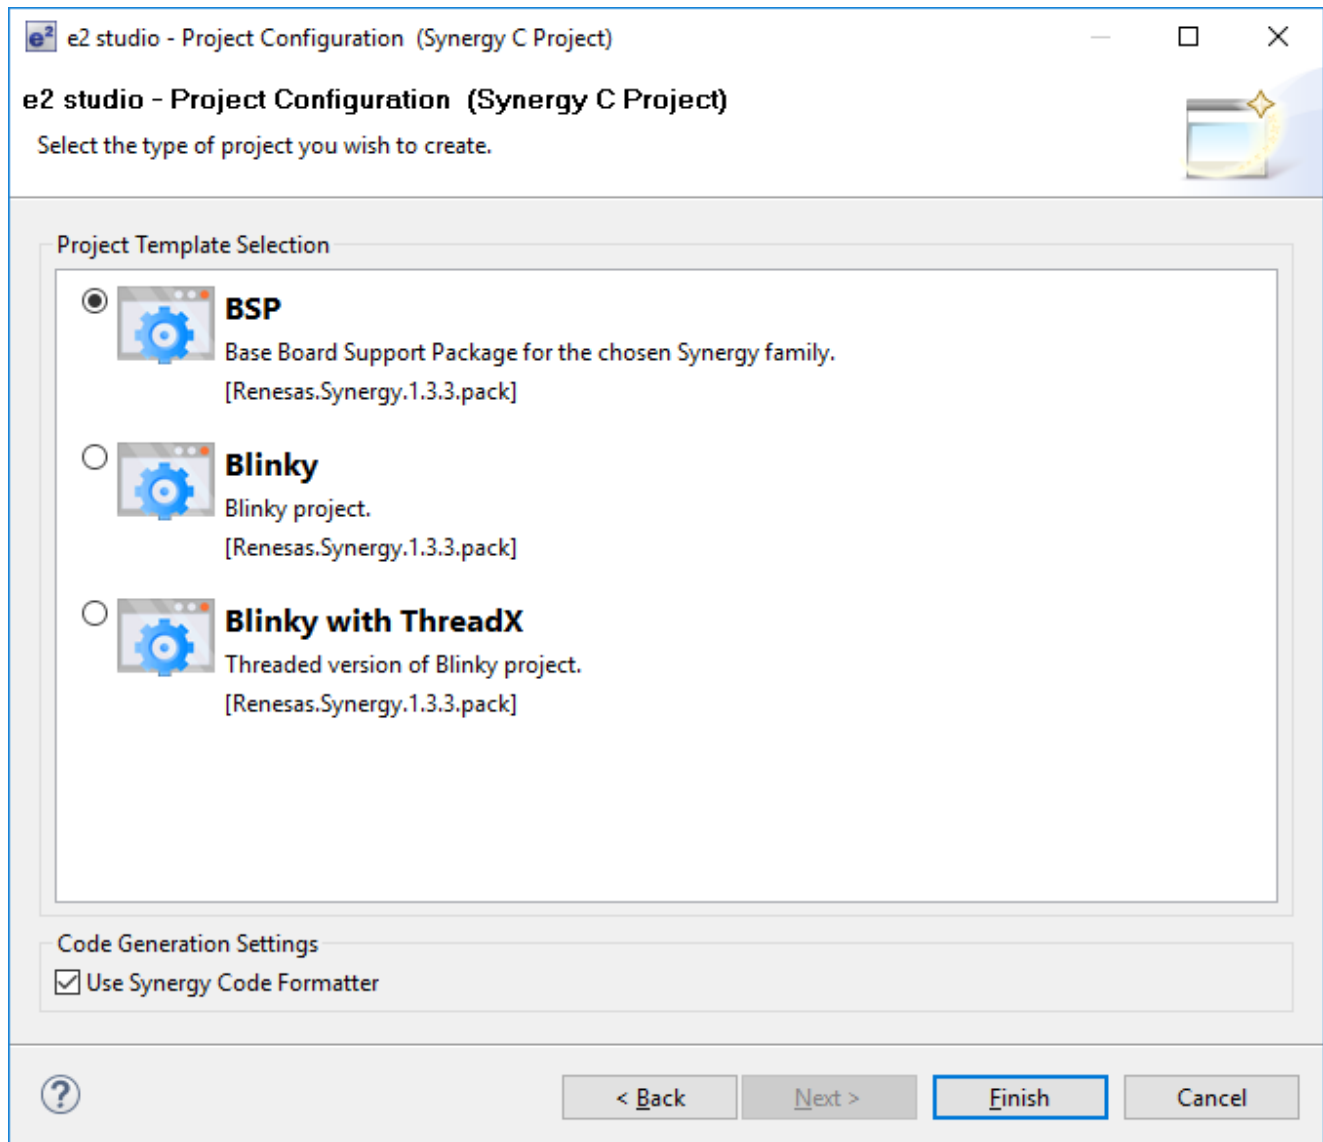 e² e2 studio - Project Configuration (Synergy C Project)
e2 studio - Project Configuration (Synergy C Project)
Select the type of project you wish to create.
Project Template Selection
BSP
Base Board Support Package for the chosen Synergy family.
[Renesas.Synergy.1.3.3.pack]
Blinky
Blinky project.
[Renesas.Synergy.1.3.3.pack]
Blinky with ThreadX
Threaded version of Blinky project.
[Renesas.Synergy.1.3.3.pack]
Code Generation Settings
Use Synergy Code Formatter
? < Back Next > Finish Cancel